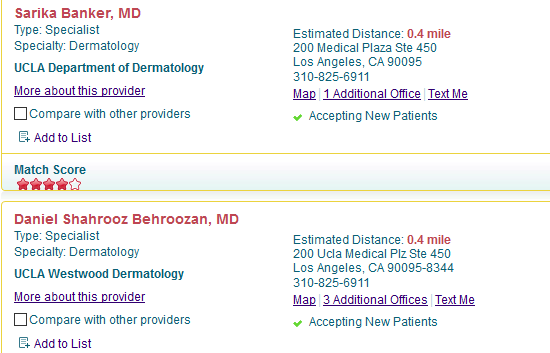 Sarika Banker, MD
Type: Specialist
Specialty: Dermatology
UCLA Department of Dermatology
More about this provider
Compare with other providers
Add to List
Estimated Distance: 0.4 mile
200 Medical Plaza Ste 450
Los Angeles, CA 90095
310-825-6911
Map | 1 Additional Office | Text Me
Accepting New Patients
Match Score
Daniel Shahrooz Behroozan, MD
Type: Specialist
Specialty: Dermatology
UCLA Westwood Dermatology
More about this provider
Compare with other providers
Add to List
Estimated Distance: 0.4 mile
200 Ucla Medical Plz Ste 450
Los Angeles, CA 90095-8344
310-825-6911
Map | 3 Additional Offices | Text Me
Accepting New Patients